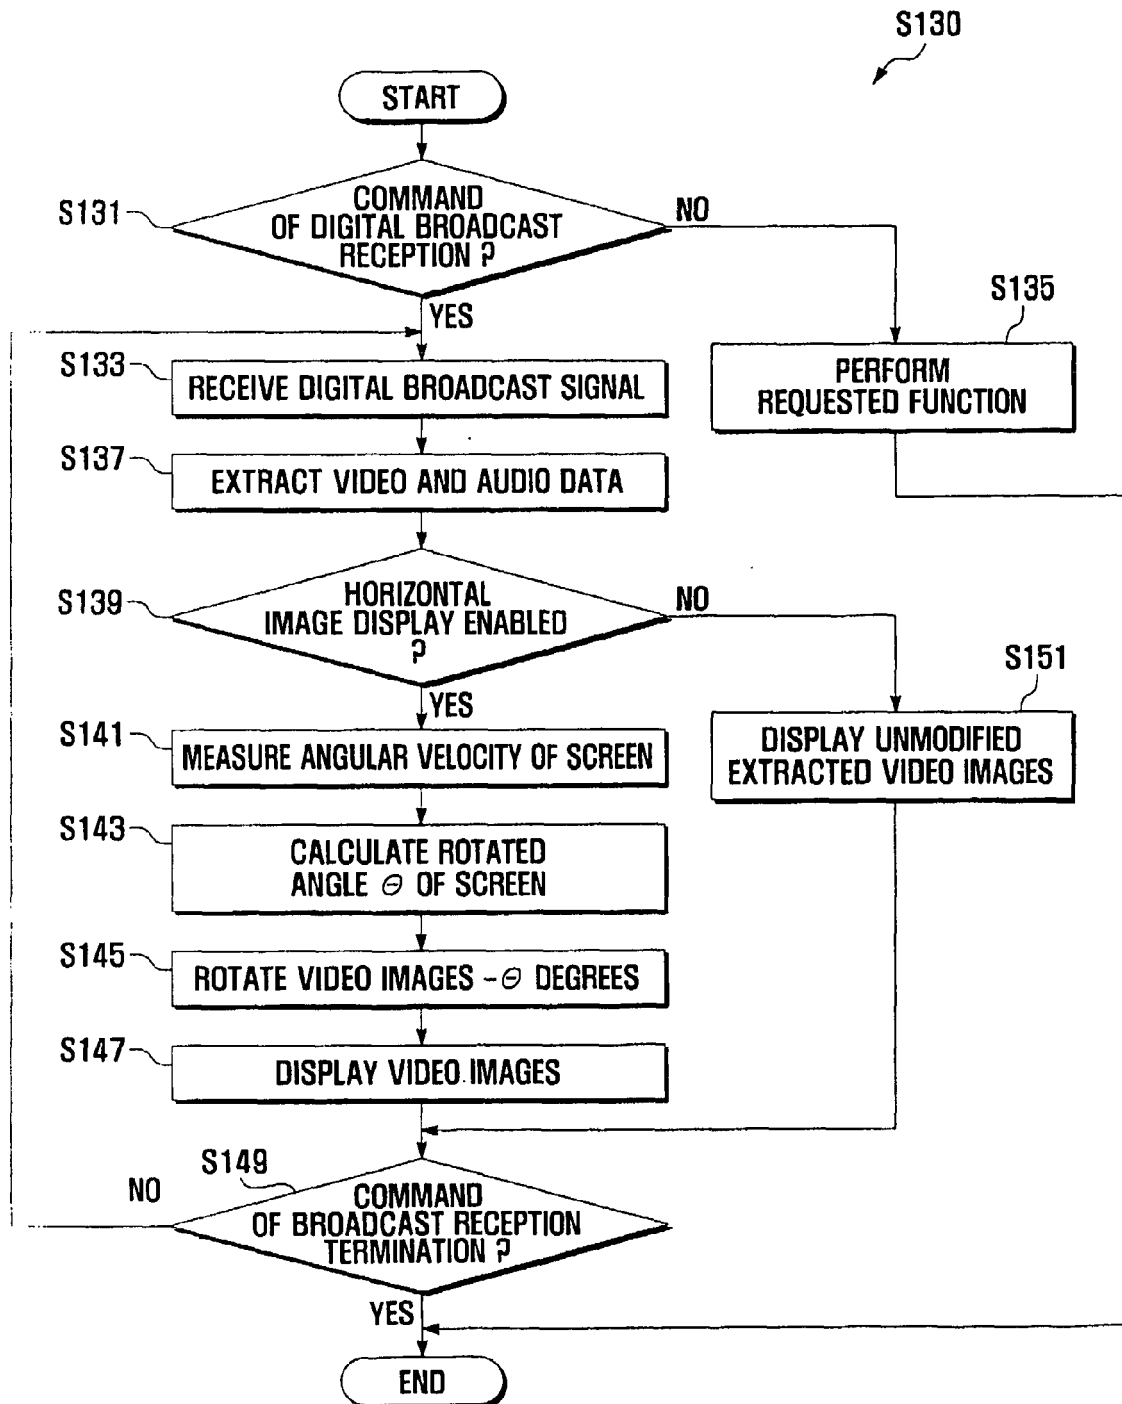 S130
START
S131
COMMAND
OF DIGITAL BROADCAST
RECEPTION ?
NO
YES
S135
PERFORM
REQUESTED FUNCTION
S133
RECEIVE DIGITAL BROADCAST SIGNAL
S137
EXTRACT VIDEO AND AUDIO DATA
S139
HORIZONTAL
IMAGE DISPLAY ENABLED
?
NO
YES
S151
DISPLAY UNMODIFIED
EXTRACTED VIDEO IMAGES
S141
MEASURE ANGULAR VELOCITY OF SCREEN
S143
CALCULATE ROTATED
ANGLE Θ OF SCREEN
S145
ROTATE VIDEO IMAGES -Θ DEGREES
S147
DISPLAY VIDEO IMAGES
S149
NO
COMMAND
OF BROADCAST RECEPTION
TERMINATION ?
YES
END